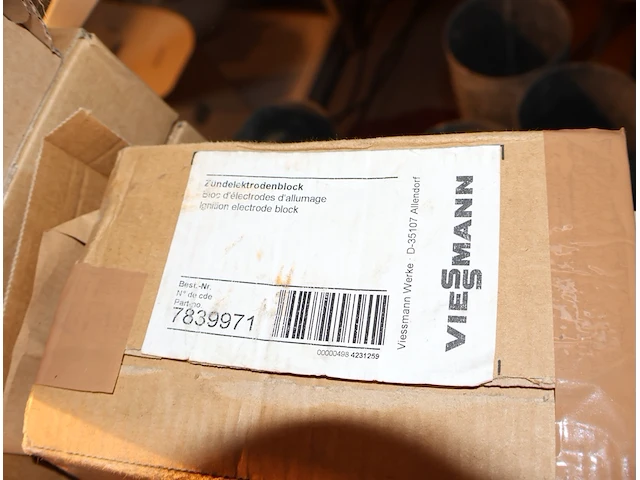 Zündelektrodenblock
Bloc d'électrodes d'allumage
Ignition electrode block
Best.-Nr.
N° de cde
Part-no.
7839971
00000498 4231259
Viessmann Werke D-35107 Allendorf
VIESSMANN